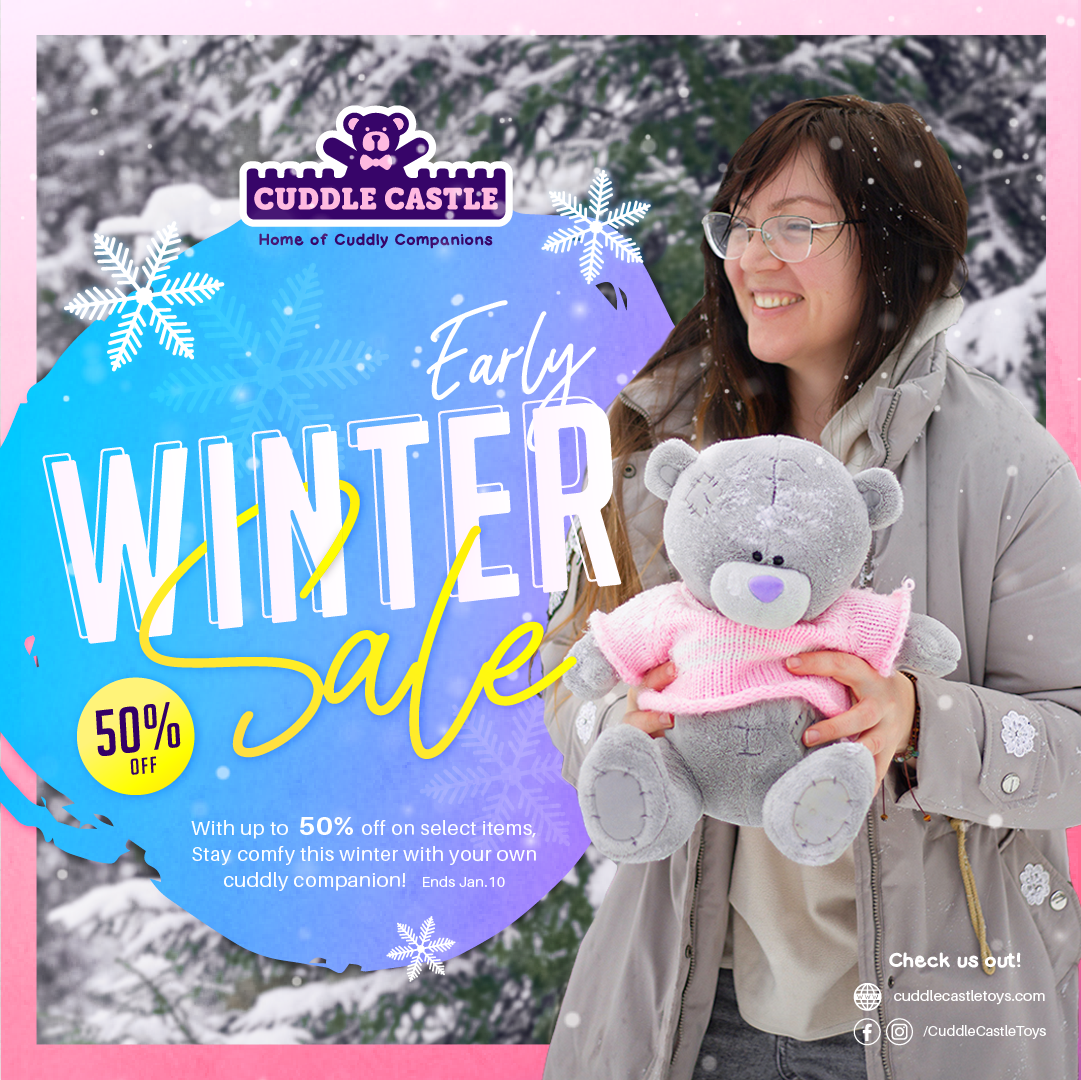 CUDDLE CASTLE
Home of Cuddly Companions
Early
WINTER
Sale
50%
OFF
With up to 50% off on select items,
Stay comfy this winter with your own
cuddly companion! Ends Jan.10
Check us out!
www cuddlecastletoys.com
f /CuddleCastleToys